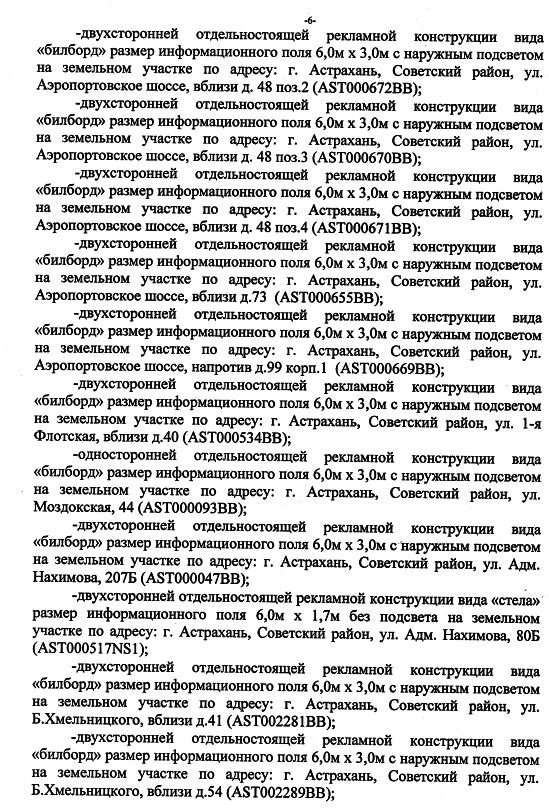 -6-
-двухсторонней отдельностоящей рекламной конструкции вида
«билборд» размер информационного поля 6,0м х 3,0м с наружным подсветом
на земельном участке по адресу: г. Астрахань, Советский район, ул.
Аэропортовское шоссе, вблизи д. 48 поз.2 (AST000672BB);
-двухсторонней отдельностоящей рекламной конструкции вида
«билборд» размер информационного поля 6,0м х 3,0м с наружным подсветом
на земельном участке по адресу: г. Астрахань, Советский район, ул.
Аэропортовское шоссе, вблизи д. 48 поз.3 (AST000670BB);
-двухсторонней отдельностоящей рекламной конструкции вида
«билборд» размер информационного поля 6,0м х 3,0м с наружным подсветом
на земельном участке по адресу: г. Астрахань, Советский район, ул.
Аэропортовское шоссе, вблизи д. 48 поз.4 (AST000671BB);
-двухсторонней отдельностоящей рекламной конструкции вида
«билборд» размер информационного поля 6,0м х 3,0м с наружным подсветом
на земельном участке по адресу: г. Астрахань, Советский район, ул.
Аэропортовское шоссе, вблизи д.73 (AST000655BB);
-двухсторонней отдельностоящей рекламной конструкции вида
«билборд» размер информационного поля 6,0м х 3,0м с наружным подсветом
на земельном участке по адресу: г. Астрахань, Советский район, ул.
Аэропортовское шоссе, напротив д.99 корп.1 (AST000669BB);
-двухсторонней отдельностоящей рекламной конструкции вида
«билборд» размер информационного поля 6,0м х 3,0м с наружным подсветом
на земельном участке по адресу: г. Астрахань, Советский район, ул. 1-я
Флотская, вблизи д.40 (AST000534BB);
-односторонней отдельностоящей рекламной конструкции вида
«билборд» размер информационного поля 6,0м х 3,0м с наружным подсветом
на земельном участке по адресу: г. Астрахань, Советский район, ул.
Моздокская, 44 (AST000093BB);
-двухсторонней отдельностоящей рекламной конструкции вида
«билборд» размер информационного поля 6,0м х 3,0м с наружным подсветом
на земельном участке по адресу: г. Астрахань, Советский район, ул. Адм.
Нахимова, 207Б (AST000047BB);
-двухсторонней отдельностоящей рекламной конструкции вида «стела»
размер информационного поля 6,0м х 1,7м без подсвета на земельном
участке по адресу: г. Астрахань, Советский район, ул. Адм. Нахимова, 80Б
(AST000517NS1);
-двухсторонней отдельностоящей рекламной конструкции вида
«билборд» размер информационного поля 6,0м х 3,0м с наружным подсветом
на земельном участке по адресу: г. Астрахань, Советский район, ул.
Б.Хмельницкого, вблизи д.41 (AST002281BB);
-двухсторонней отдельностоящей рекламной конструкции вида
«билборд» размер информационного поля 6,0м х 3,0м с наружным подсветом
на земельном участке по адресу: г. Астрахань, Советский район, ул.
Б.Хмельницкого, вблизи д.54 (AST002289BB);